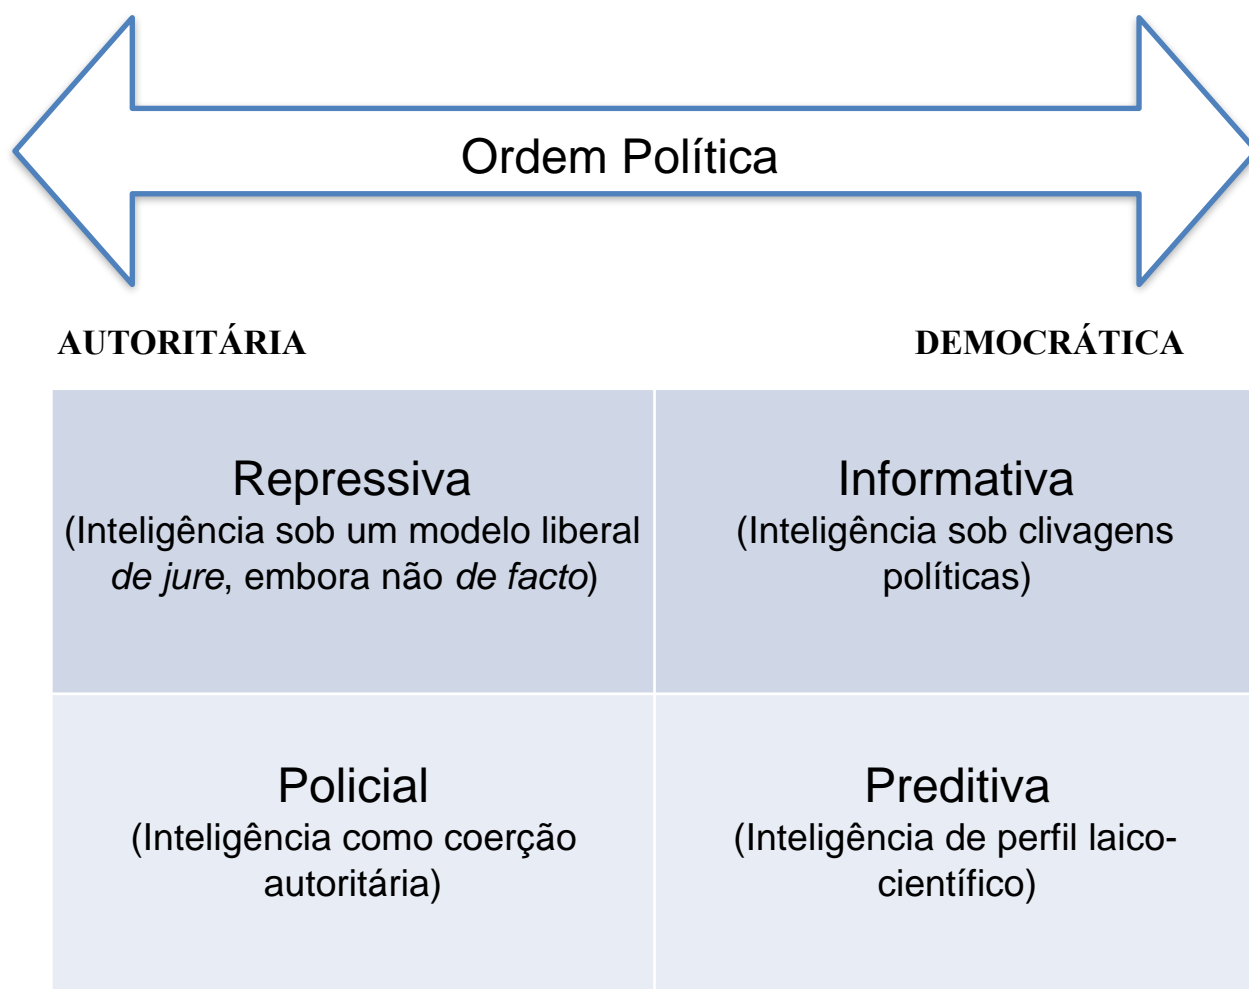 Ordem Política
AUTORITÁRIA
DEMOCRÁTICA
Repressiva
(Inteligência sob um modelo liberal
de jure, embora não de facto)
Informativa
(Inteligência sob clivagens
políticas)
Policial
(Inteligência como coerção
autoritária)
Preditiva
(Inteligência de perfil laico-
científico)